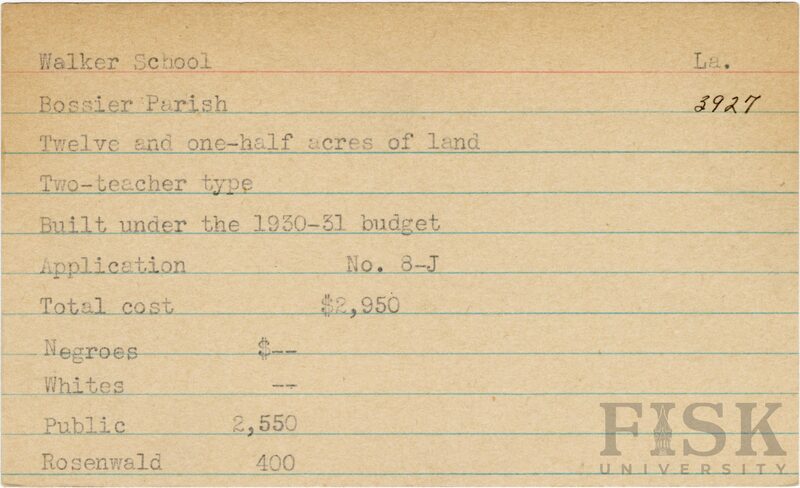 Walker School La.
Bossier Parish 3927
Twelve and one-half acres of land
Two-teacher type
Built under the 1930-31 budget
Application No. 8-J
Total cost $2,950
Negroes $--
Whites --
Public 2,550
Rosenwald 400
FISK
UNIVERSITY